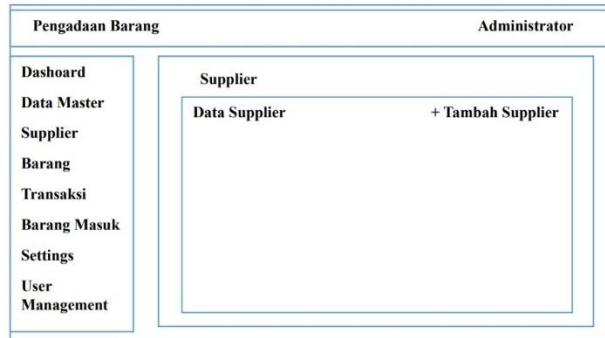 Pengadaan Barang
Administrator
Dashoard
Data Master
Supplier
Barang
Transaksi
Barang Masuk
Settings
User
Management
Supplier
Data Supplier
+ Tambah Supplier